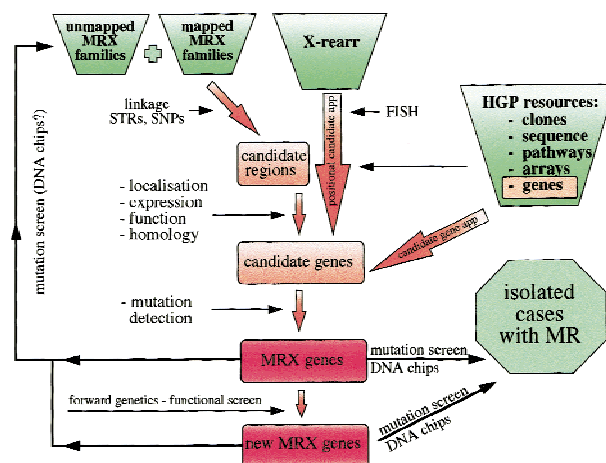 unmapped
MRX
families
mapped
MRX
families
X-rearr
linkage
STRs, SNPs
positional candidate app
FISH
HGP resources:
- clones
- sequence
- pathways
- arrays
- genes
candidate
regions
- localisation
- expression
- function
- homology
candidate gene app
candidate genes
- mutation
detection
mutation screen (DNA chips?)
isolated
cases
with MR
MRX genes
mutation screen
DNA chips
forward genetics - functional screen
new MRX genes
mutation screen
DNA chips